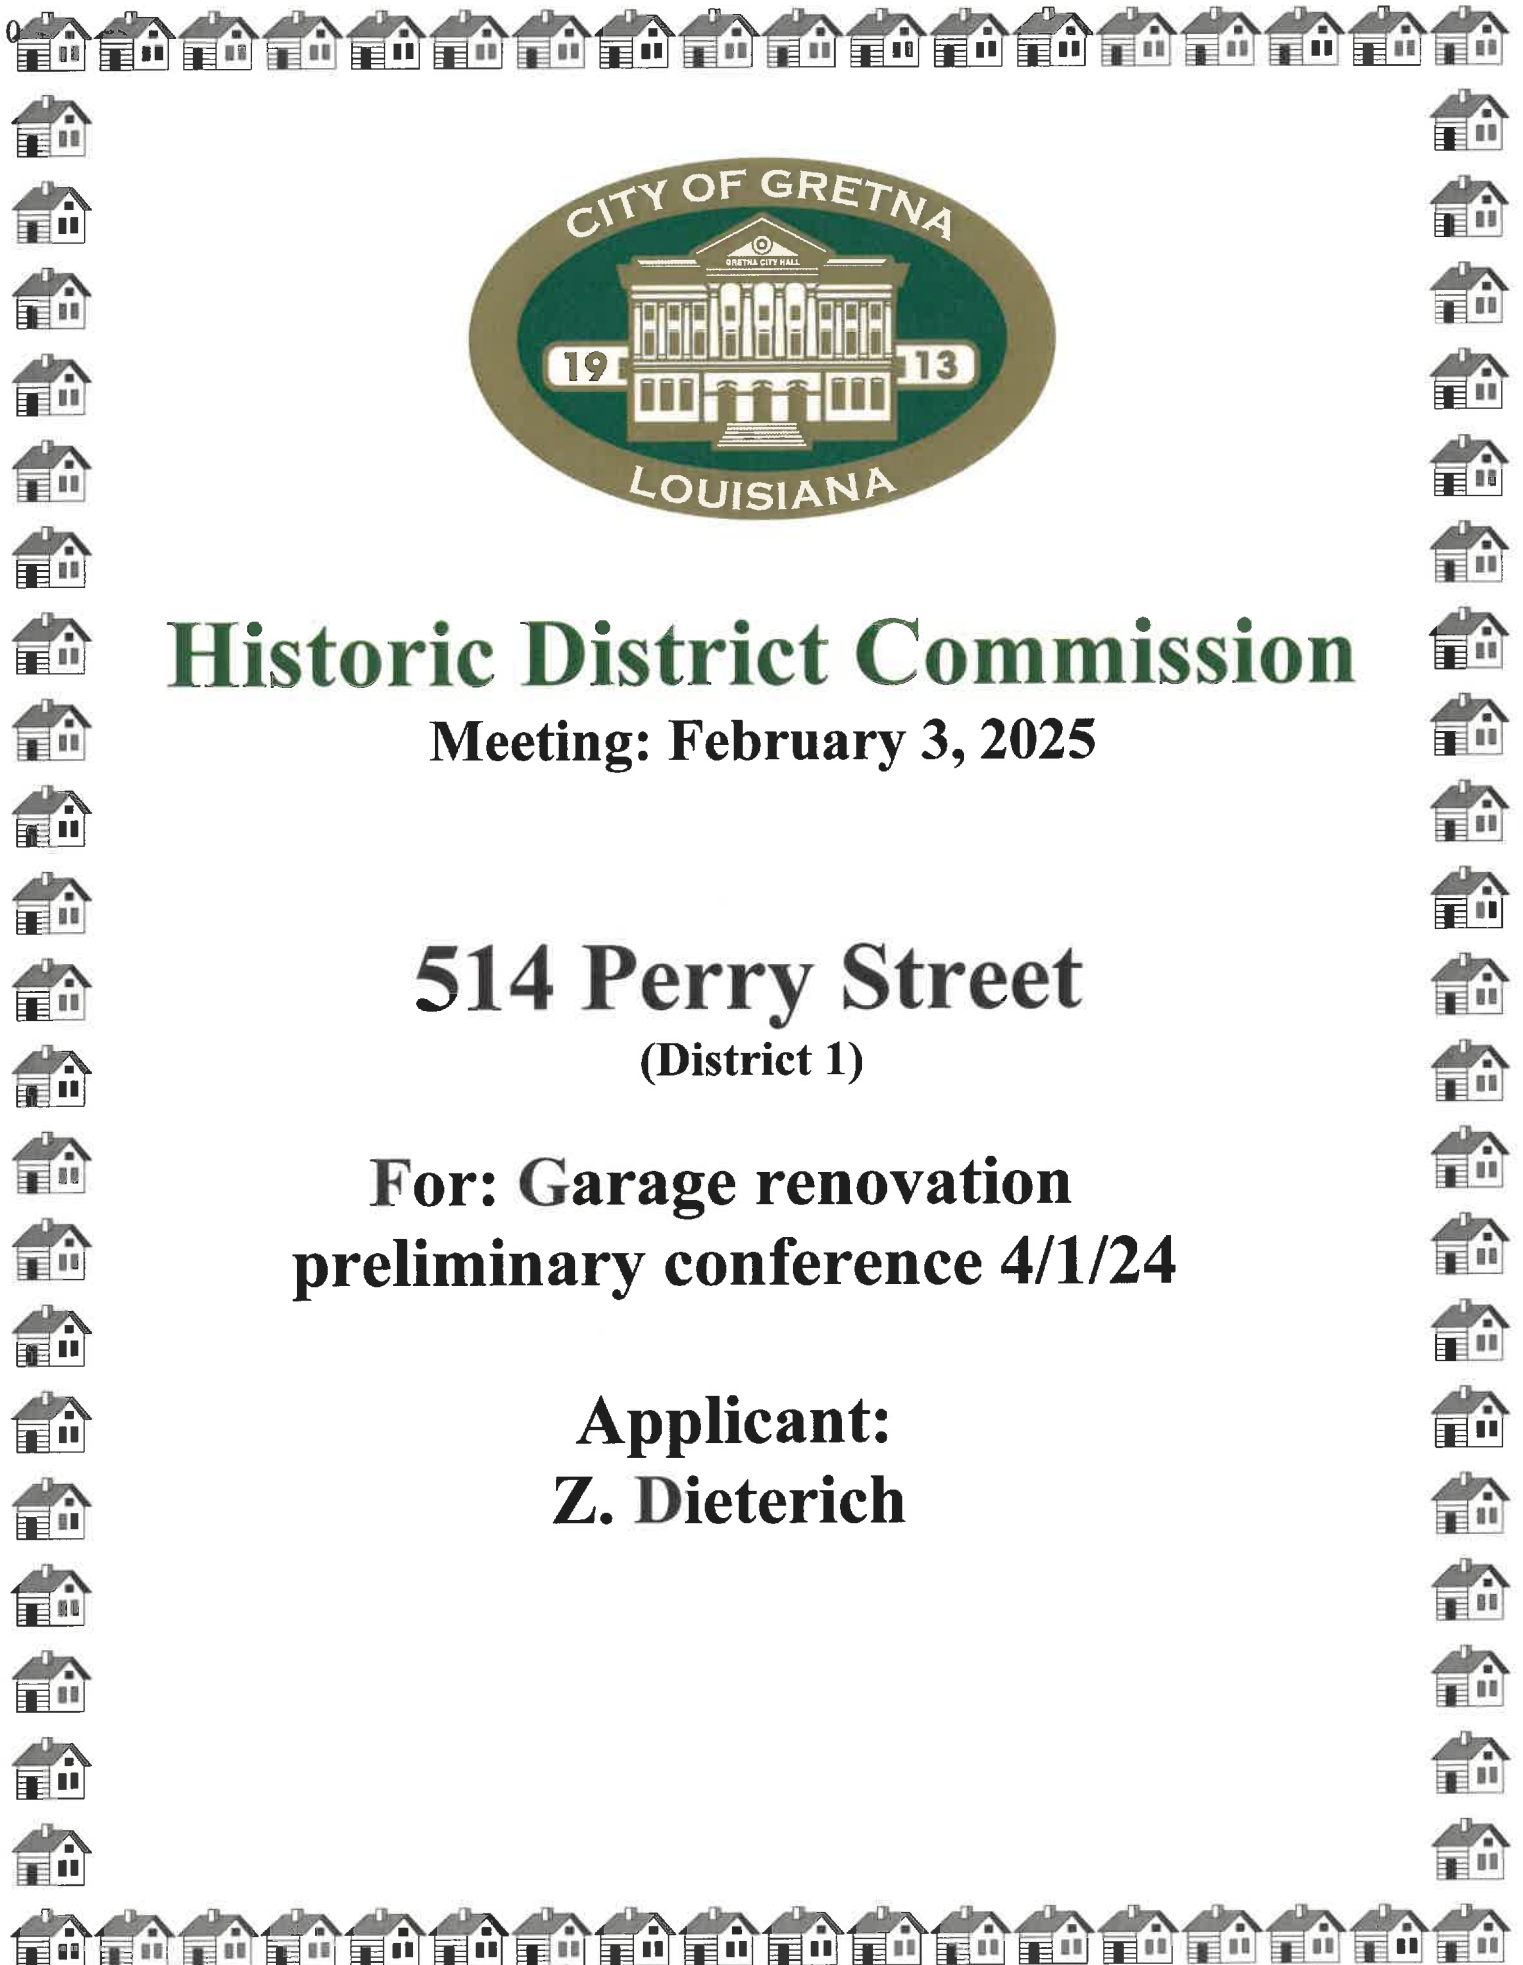 CITY OF GRETNA
GRETNA CITY HALL
19 13
LOUISIANA
Historic District Commission
Meeting: February 3, 2025
514 Perry Street
(District 1)
For: Garage renovation
preliminary conference 4/1/24
Applicant:
Z. Dieterich